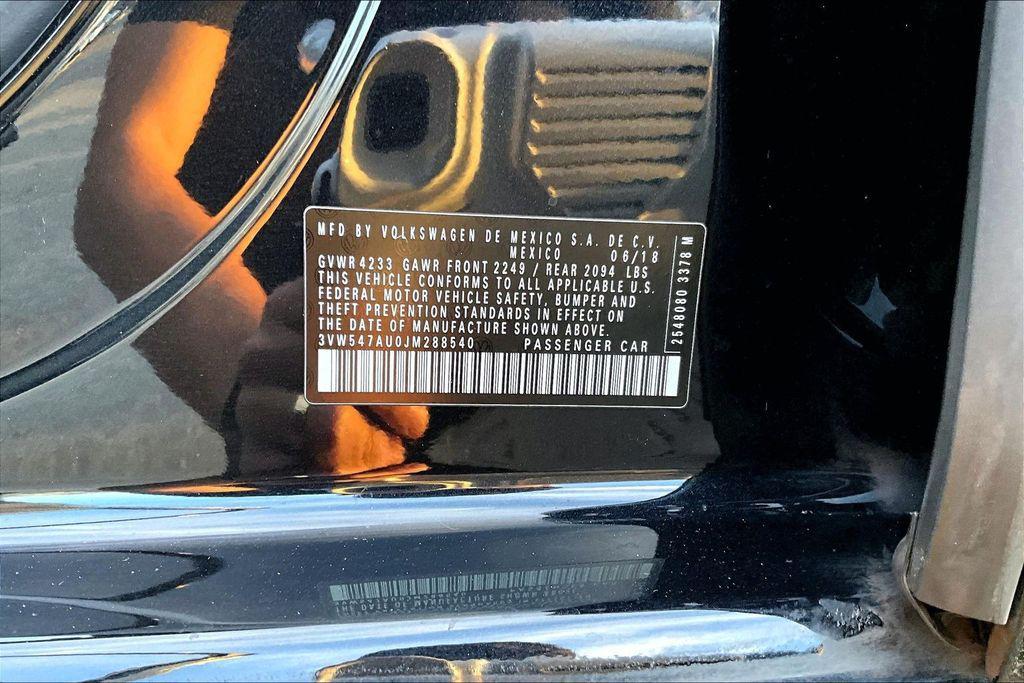 MFD BY VOLKSWAGEN DE MEXICO S.A. DE C.V.
MEXICO 06/18
GVWR 4233 GAWR FRONT 2249 / REAR 2094 LBS
THIS VEHICLE CONFORMS TO ALL APPLICABLE U.S.
FEDERAL MOTOR VEHICLE SAFETY, BUMPER AND
THEFT PREVENTION STANDARDS IN EFFECT ON
THE DATE OF MANUFACTURE SHOWN ABOVE.
3VW547AU0JM288540 PASSENGER CAR
2548080 3378 M